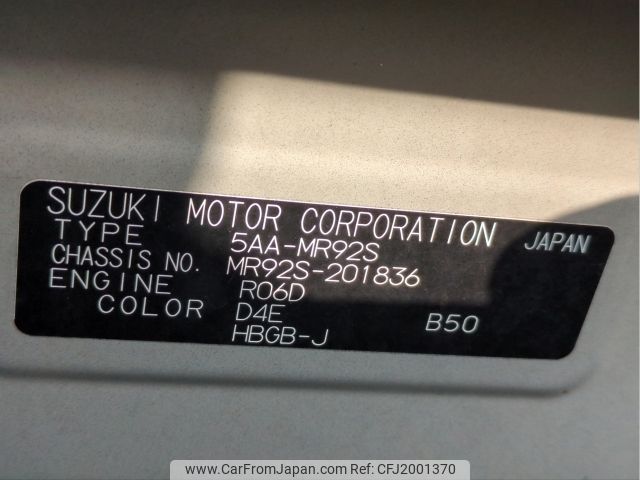 SUZUKI MOTOR CORPORATION JAPAN
TYPE 5AA-MR92S
CHASSIS NO. MR92S-201836
ENGINE R06D
COLOR D4E B50
HBGB-J
www.CarFromJapan.com | CFJ2001370